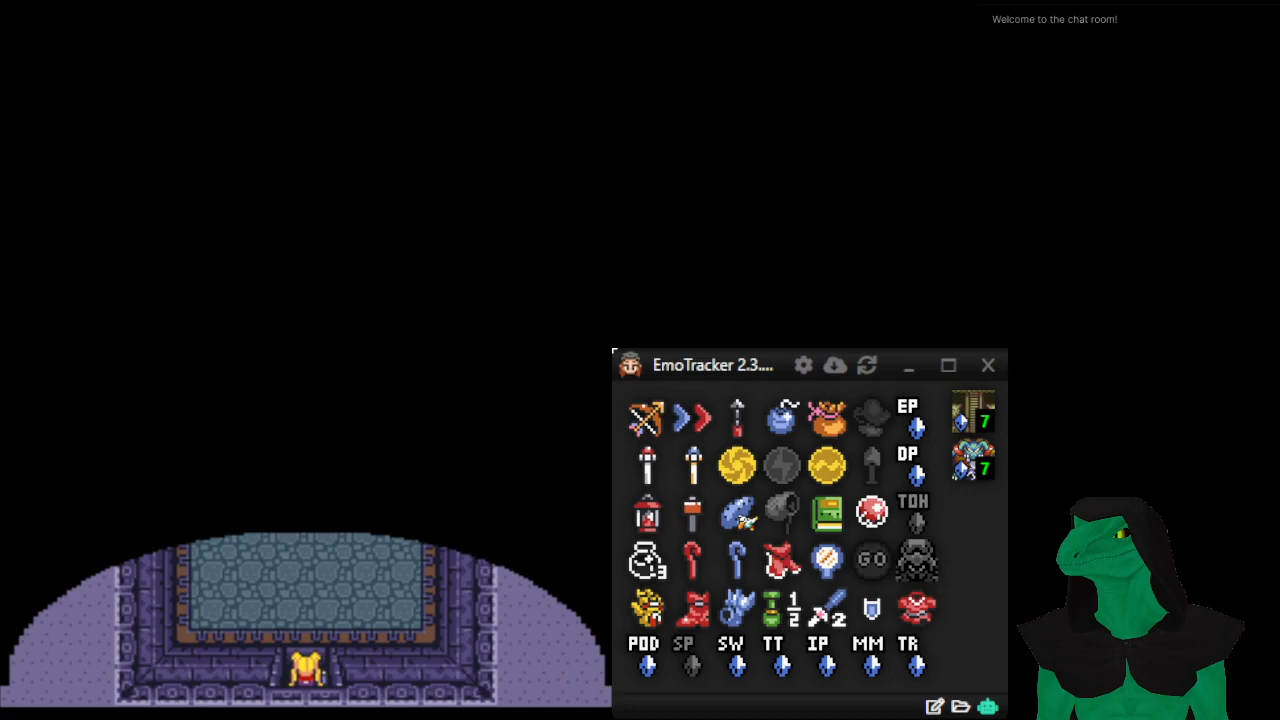 Welcome to the chat room!
EmoTracker 2.3....
EP
7
DP
7
TOH
3
GO
1/2
2
POD SP SW TT IP MM TR